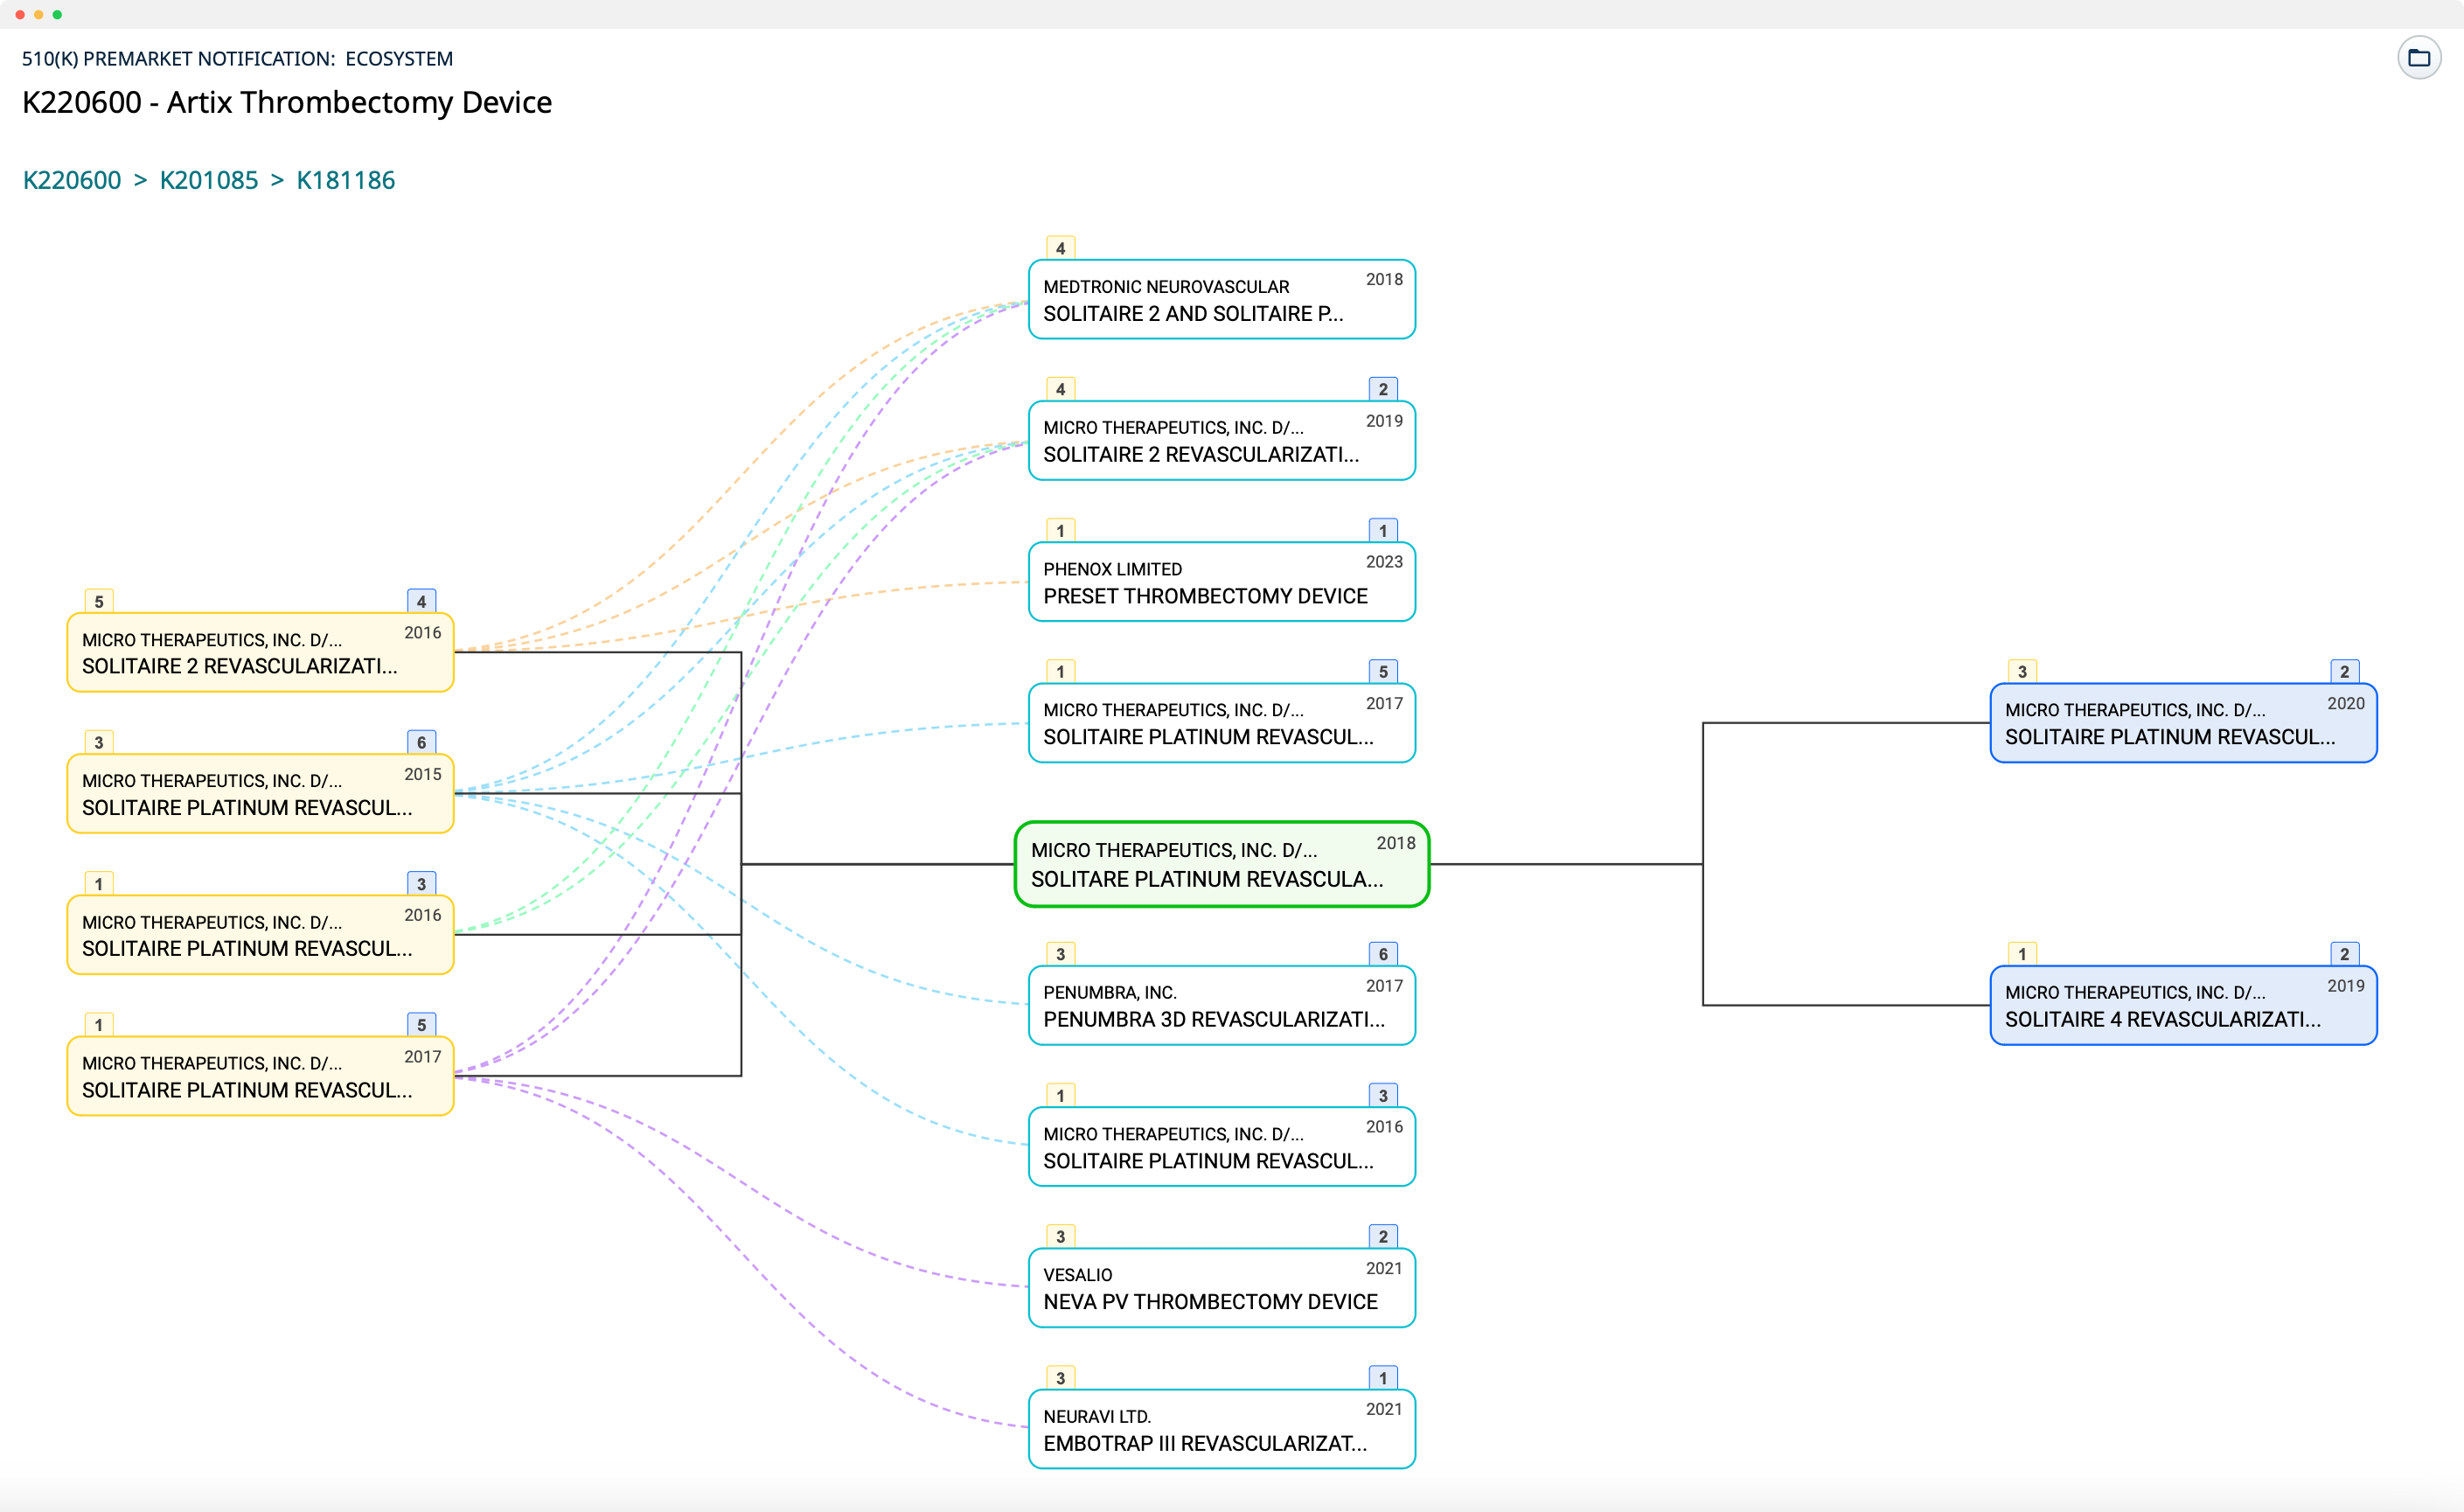 510(K) PREMARKET NOTIFICATION: ECOSYSTEM
K220600 - Artix Thrombectomy Device
K220600 > K201085 > K181186
5 4
MICRO THERAPEUTICS, INC. D/... 2016
SOLITAIRE 2 REVASCULARIZATI...
3 6
MICRO THERAPEUTICS, INC. D/... 2015
SOLITAIRE PLATINUM REVASCUL...
1 3
MICRO THERAPEUTICS, INC. D/... 2016
SOLITAIRE PLATINUM REVASCUL...
1 5
MICRO THERAPEUTICS, INC. D/... 2017
SOLITAIRE PLATINUM REVASCUL...
4
MEDTRONIC NEUROVASCULAR 2018
SOLITAIRE 2 AND SOLITAIRE P...
4 2
MICRO THERAPEUTICS, INC. D/... 2019
SOLITAIRE 2 REVASCULARIZATI...
1 1
PHENOX LIMITED 2023
PRESET THROMBECTOMY DEVICE
1 5
MICRO THERAPEUTICS, INC. D/... 2017
SOLITAIRE PLATINUM REVASCUL...
MICRO THERAPEUTICS, INC. D/... 2018
SOLITARE PLATINUM REVASCULA...
3 6
PENUMBRA, INC. 2017
PENUMBRA 3D REVASCULARIZATI...
1 3
MICRO THERAPEUTICS, INC. D/... 2016
SOLITAIRE PLATINUM REVASCUL...
3 2
VESALIO 2021
NEVA PV THROMBECTOMY DEVICE
3 1
NEURAVI LTD. 2021
EMBOTRAP III REVASCULARIZAT...
3 2
MICRO THERAPEUTICS, INC. D/... 2020
SOLITAIRE PLATINUM REVASCUL...
1 2
MICRO THERAPEUTICS, INC. D/... 2019
SOLITAIRE 4 REVASCULARIZATI...